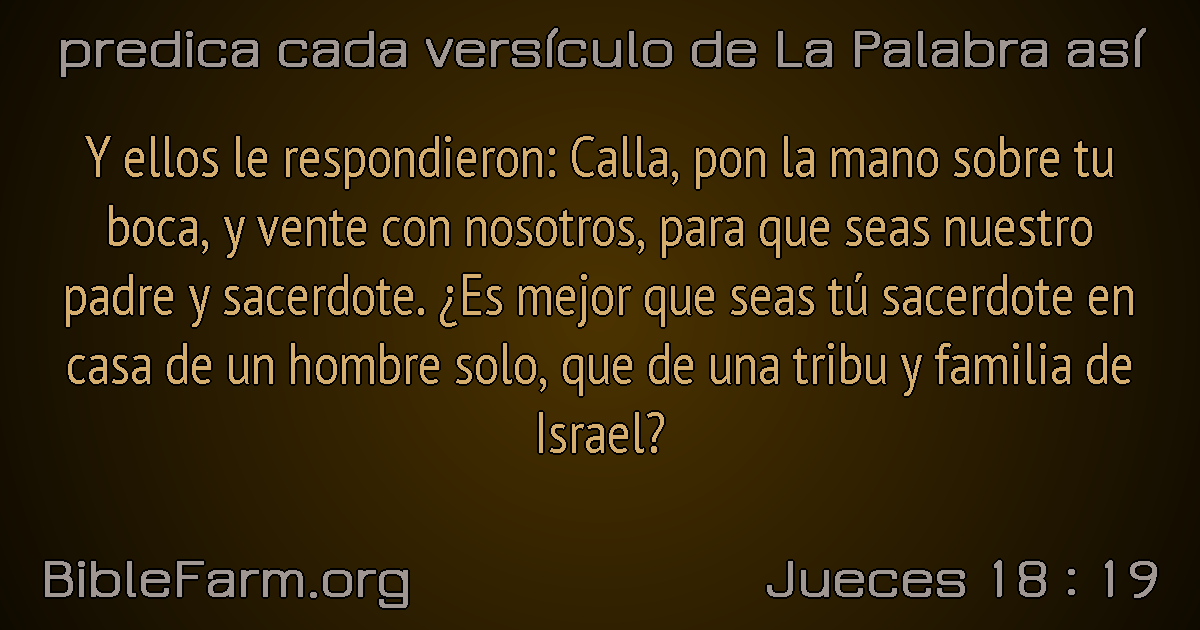 predica cada versículo de La Palabra así
Y ellos le respondieron: Calla, pon la mano sobre tu
boca, y vente con nosotros, para que seas nuestro
padre y sacerdote. ¿Es mejor que seas tú sacerdote en
casa de un hombre solo, que de una tribu y familia de
Israel?
BibleFarm.org
Jueces 18 : 19